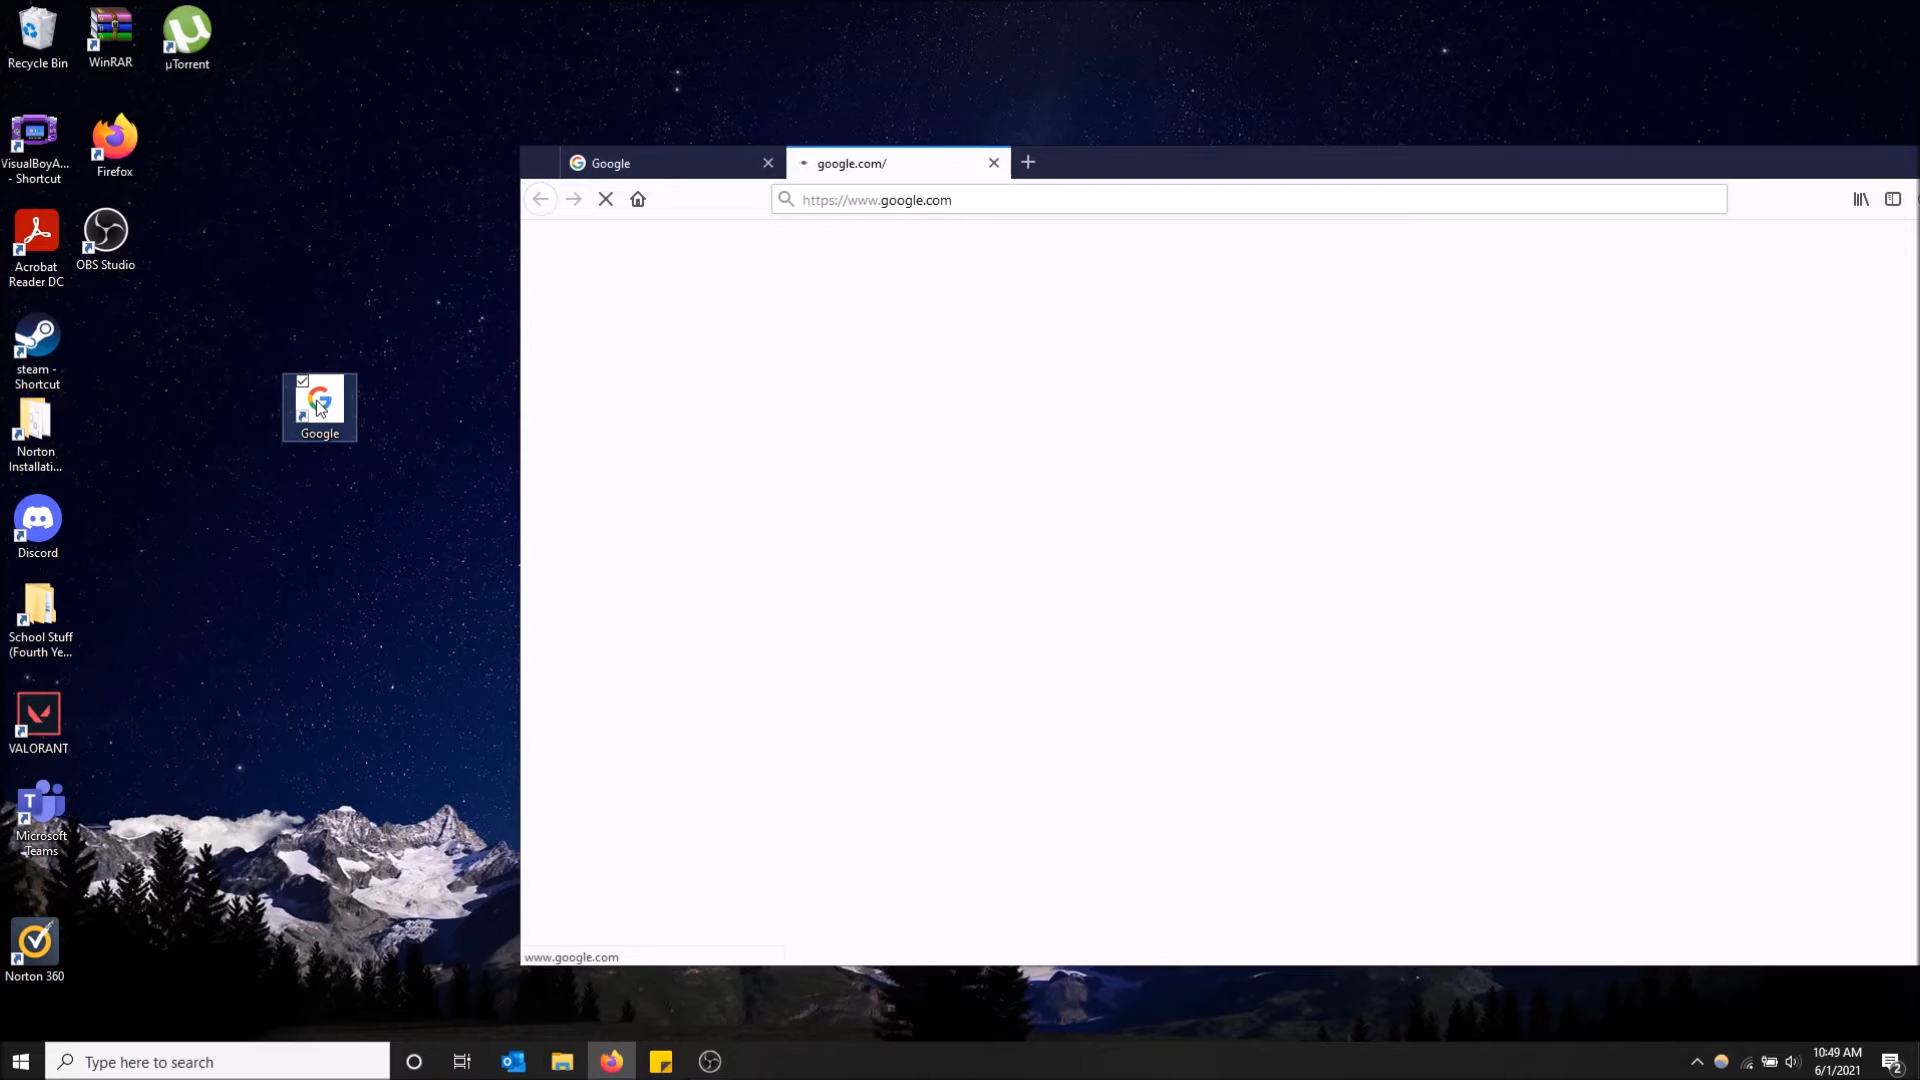 Recycle Bin
WinRAR
µTorrent
VisualBoyA...
- Shortcut
Firefox
Acrobat
Reader DC
OBS Studio
steam -
Shortcut
Norton
Installati...
Discord
School Stuff
(Fourth Ye...
VALORANT
Microsoft
Teams
Norton 360
Google
Google
google.com/
https://www.google.com
www.google.com
Type here to search
10:49 AM
6/1/2021
2